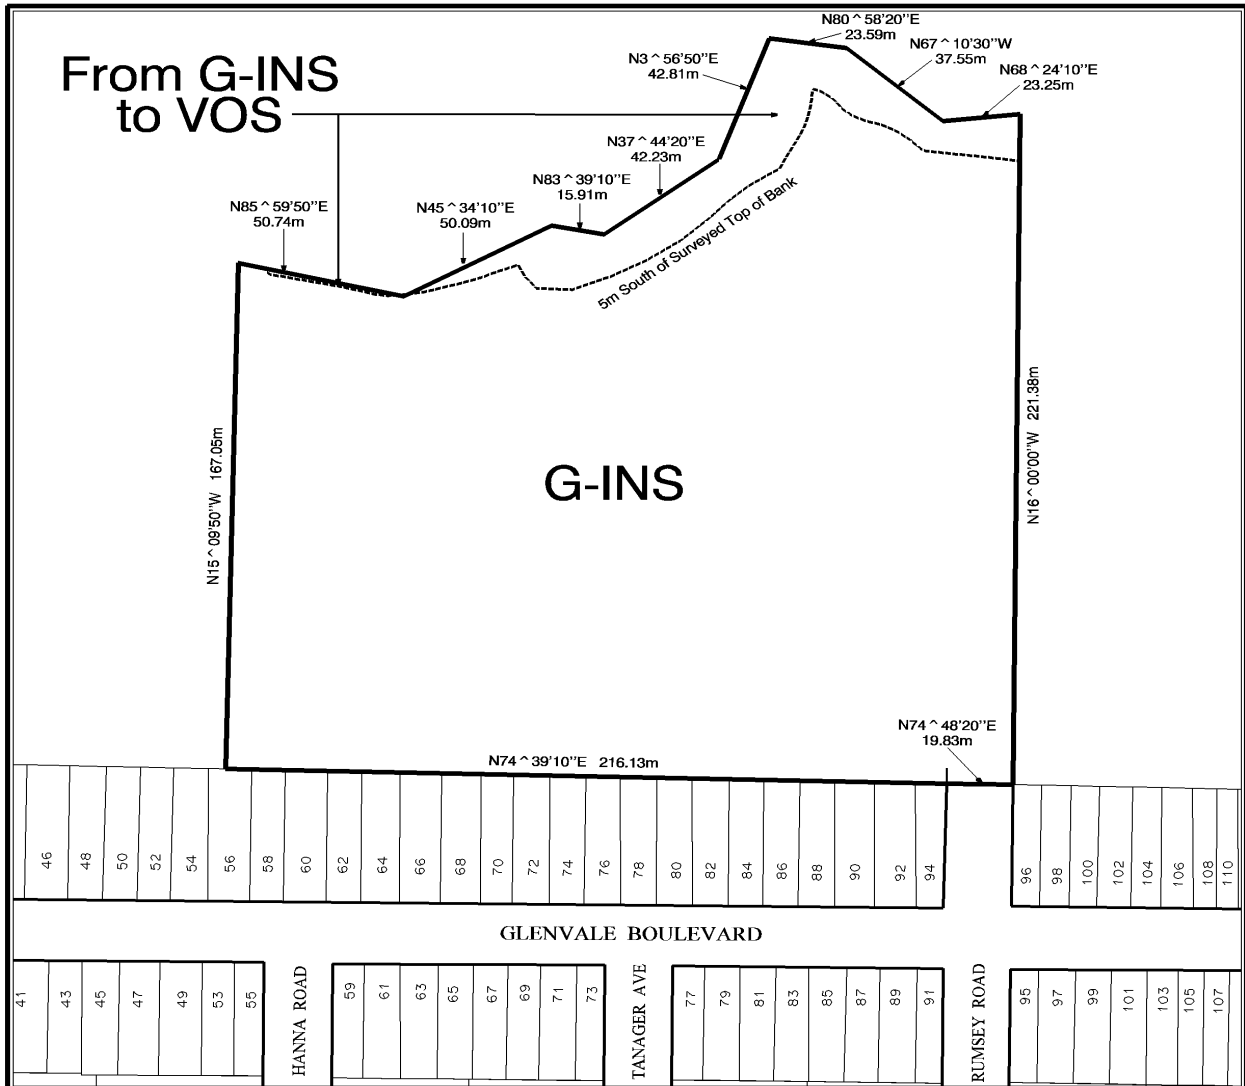 N80^58'20"E
23.59m
N3^56'50"E
42.81m
N67^10'30"W
37.55m
N68^24'10"E
23.25m
From G-INS
to VOS
N37^44'20"E
42.23m
N83^39'10"E
15.91m
N85^59'50"E
50.74m
N45^34'10"E
50.09m
5m South of Surveyed Top of Bank
N15^09'50"W 167.05m
G-INS
N16^00'00"W 221.38m
N74^48'20"E
19.83m
N74^39'10"E 216.13m
46 48 50 52 54 56 58 60 62 64 66 68 70 72 74 76 78 80 82 84 86 88 90 92 94 96 98 100 102 104 106 108 110
GLENVALE BOULEVARD
41 43 45 47 49 53 55
HANNA ROAD
59 61 63 65 67 69 71 73
TANAGER AVE
77 79 81 83 85 87 89 91
RUMSEY ROAD
95 97 99 101 103 105 107